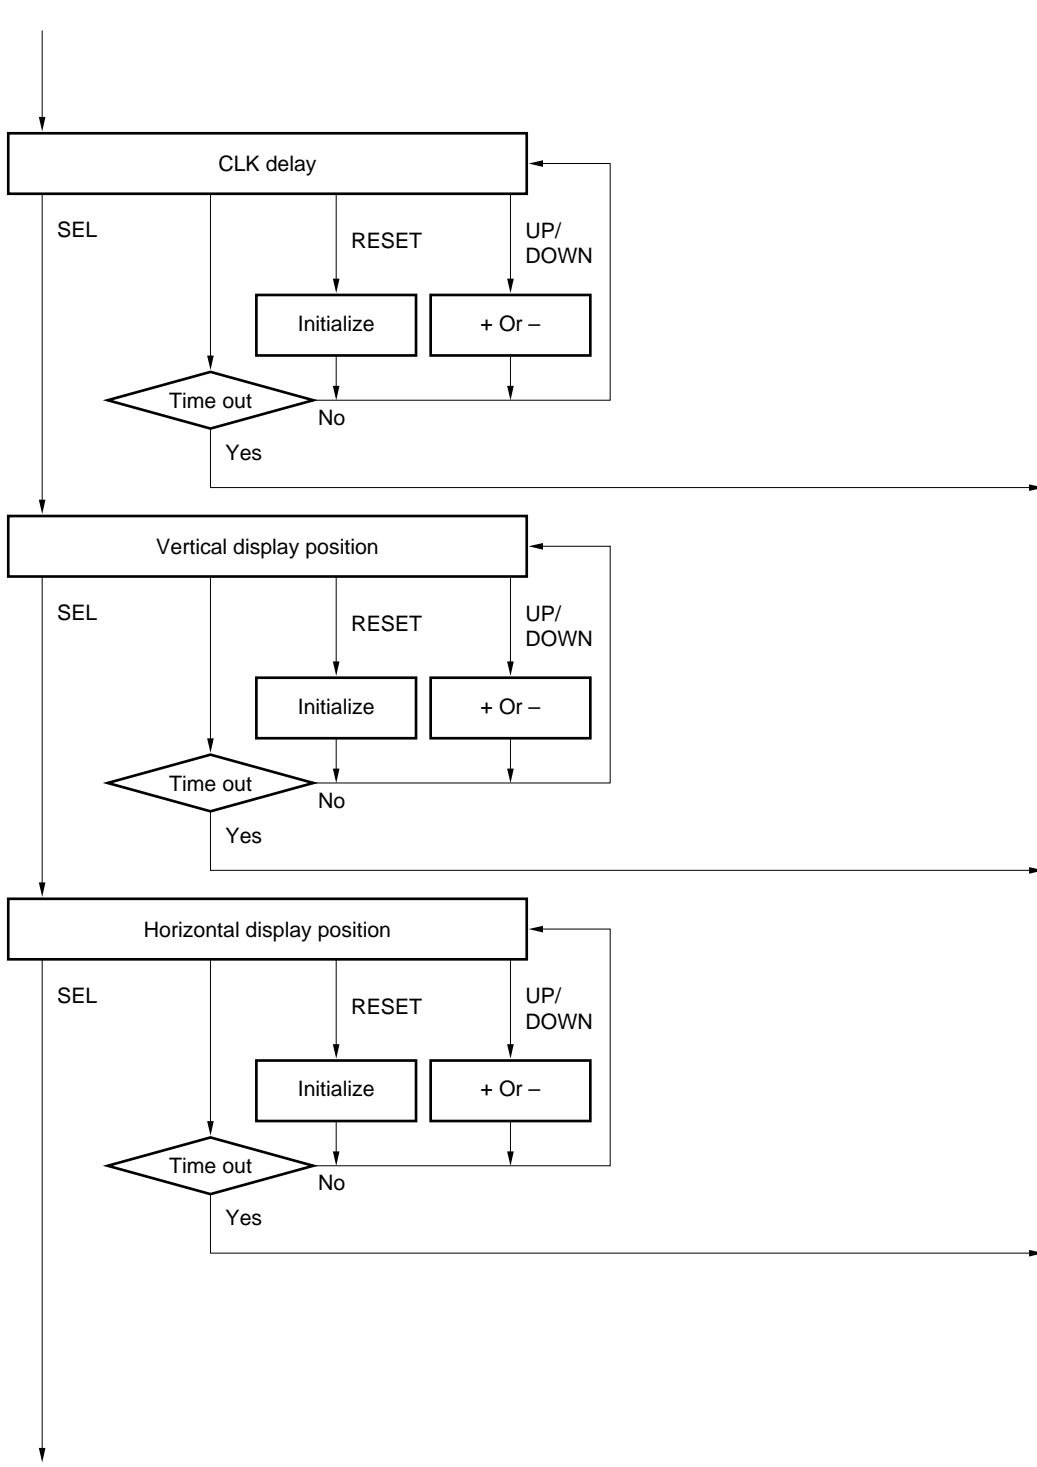 CLK delay
SEL
RESET
UP/
DOWN
Initialize
+ Or –
Time out
No
Yes
Vertical display position
SEL
RESET
UP/
DOWN
Initialize
+ Or –
Time out
No
Yes
Horizontal display position
SEL
RESET
UP/
DOWN
Initialize
+ Or –
Time out
No
Yes